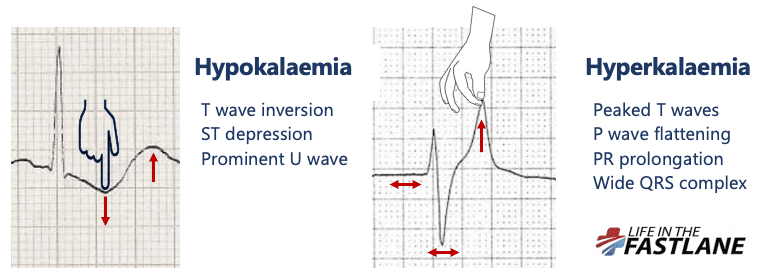 Hypokalaemia
T wave inversion
ST depression
Prominent U wave
Hyperkalaemia
Peaked T waves
P wave flattening
PR prolongation
Wide QRS complex
LIFE IN THE
FASTLANE